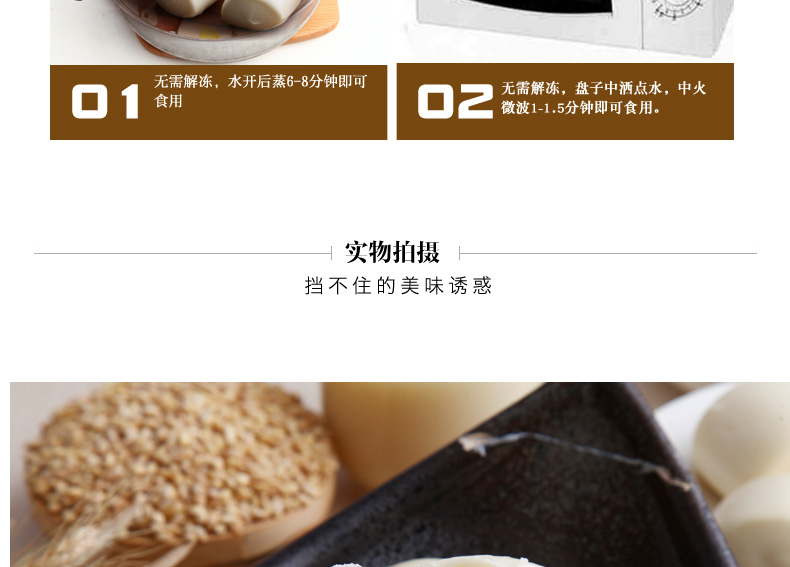 01
无需解冻，水开后蒸6-8分钟即可
食用
02
无需解冻，盘子中洒点水，中火
微波1-1.5分钟即可食用。
实物拍摄
挡不住的美味诱惑